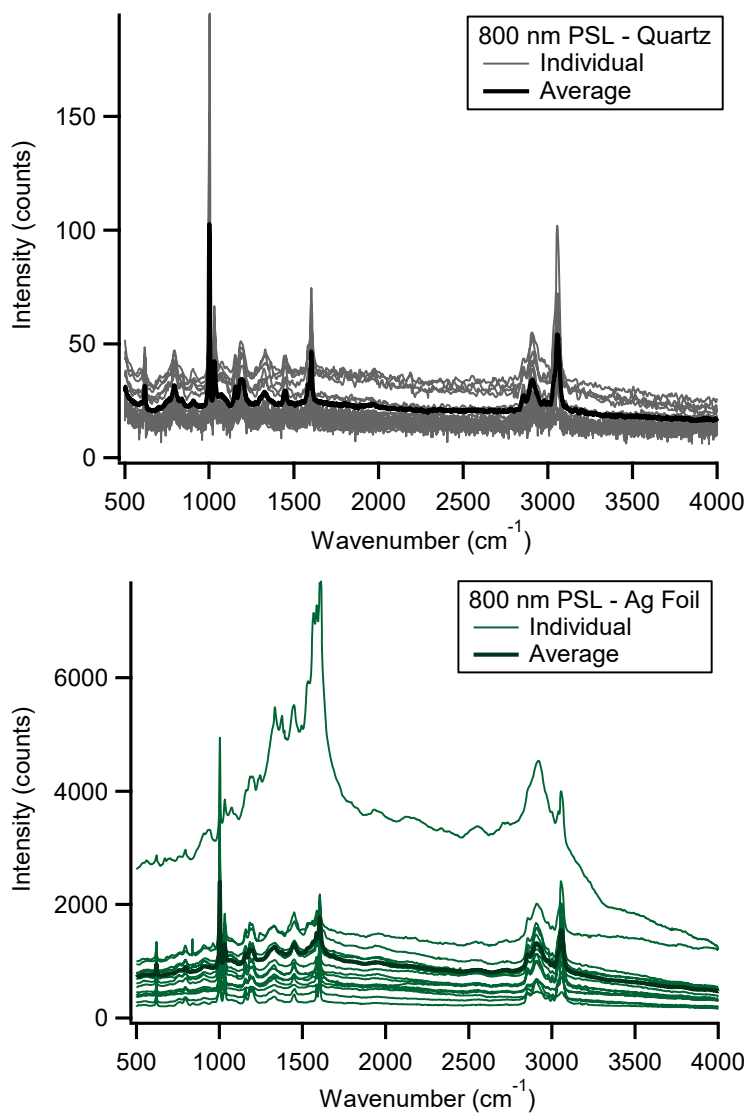 800 nm PSL - Quartz
Individual
Average
150
100
50
0
Intensity (counts)
500 1000 1500 2000 2500 3000 3500 4000
Wavenumber (cm⁻¹)
800 nm PSL - Ag Foil
Individual
Average
6000
4000
2000
0
Intensity (counts)
500 1000 1500 2000 2500 3000 3500 4000
Wavenumber (cm⁻¹)